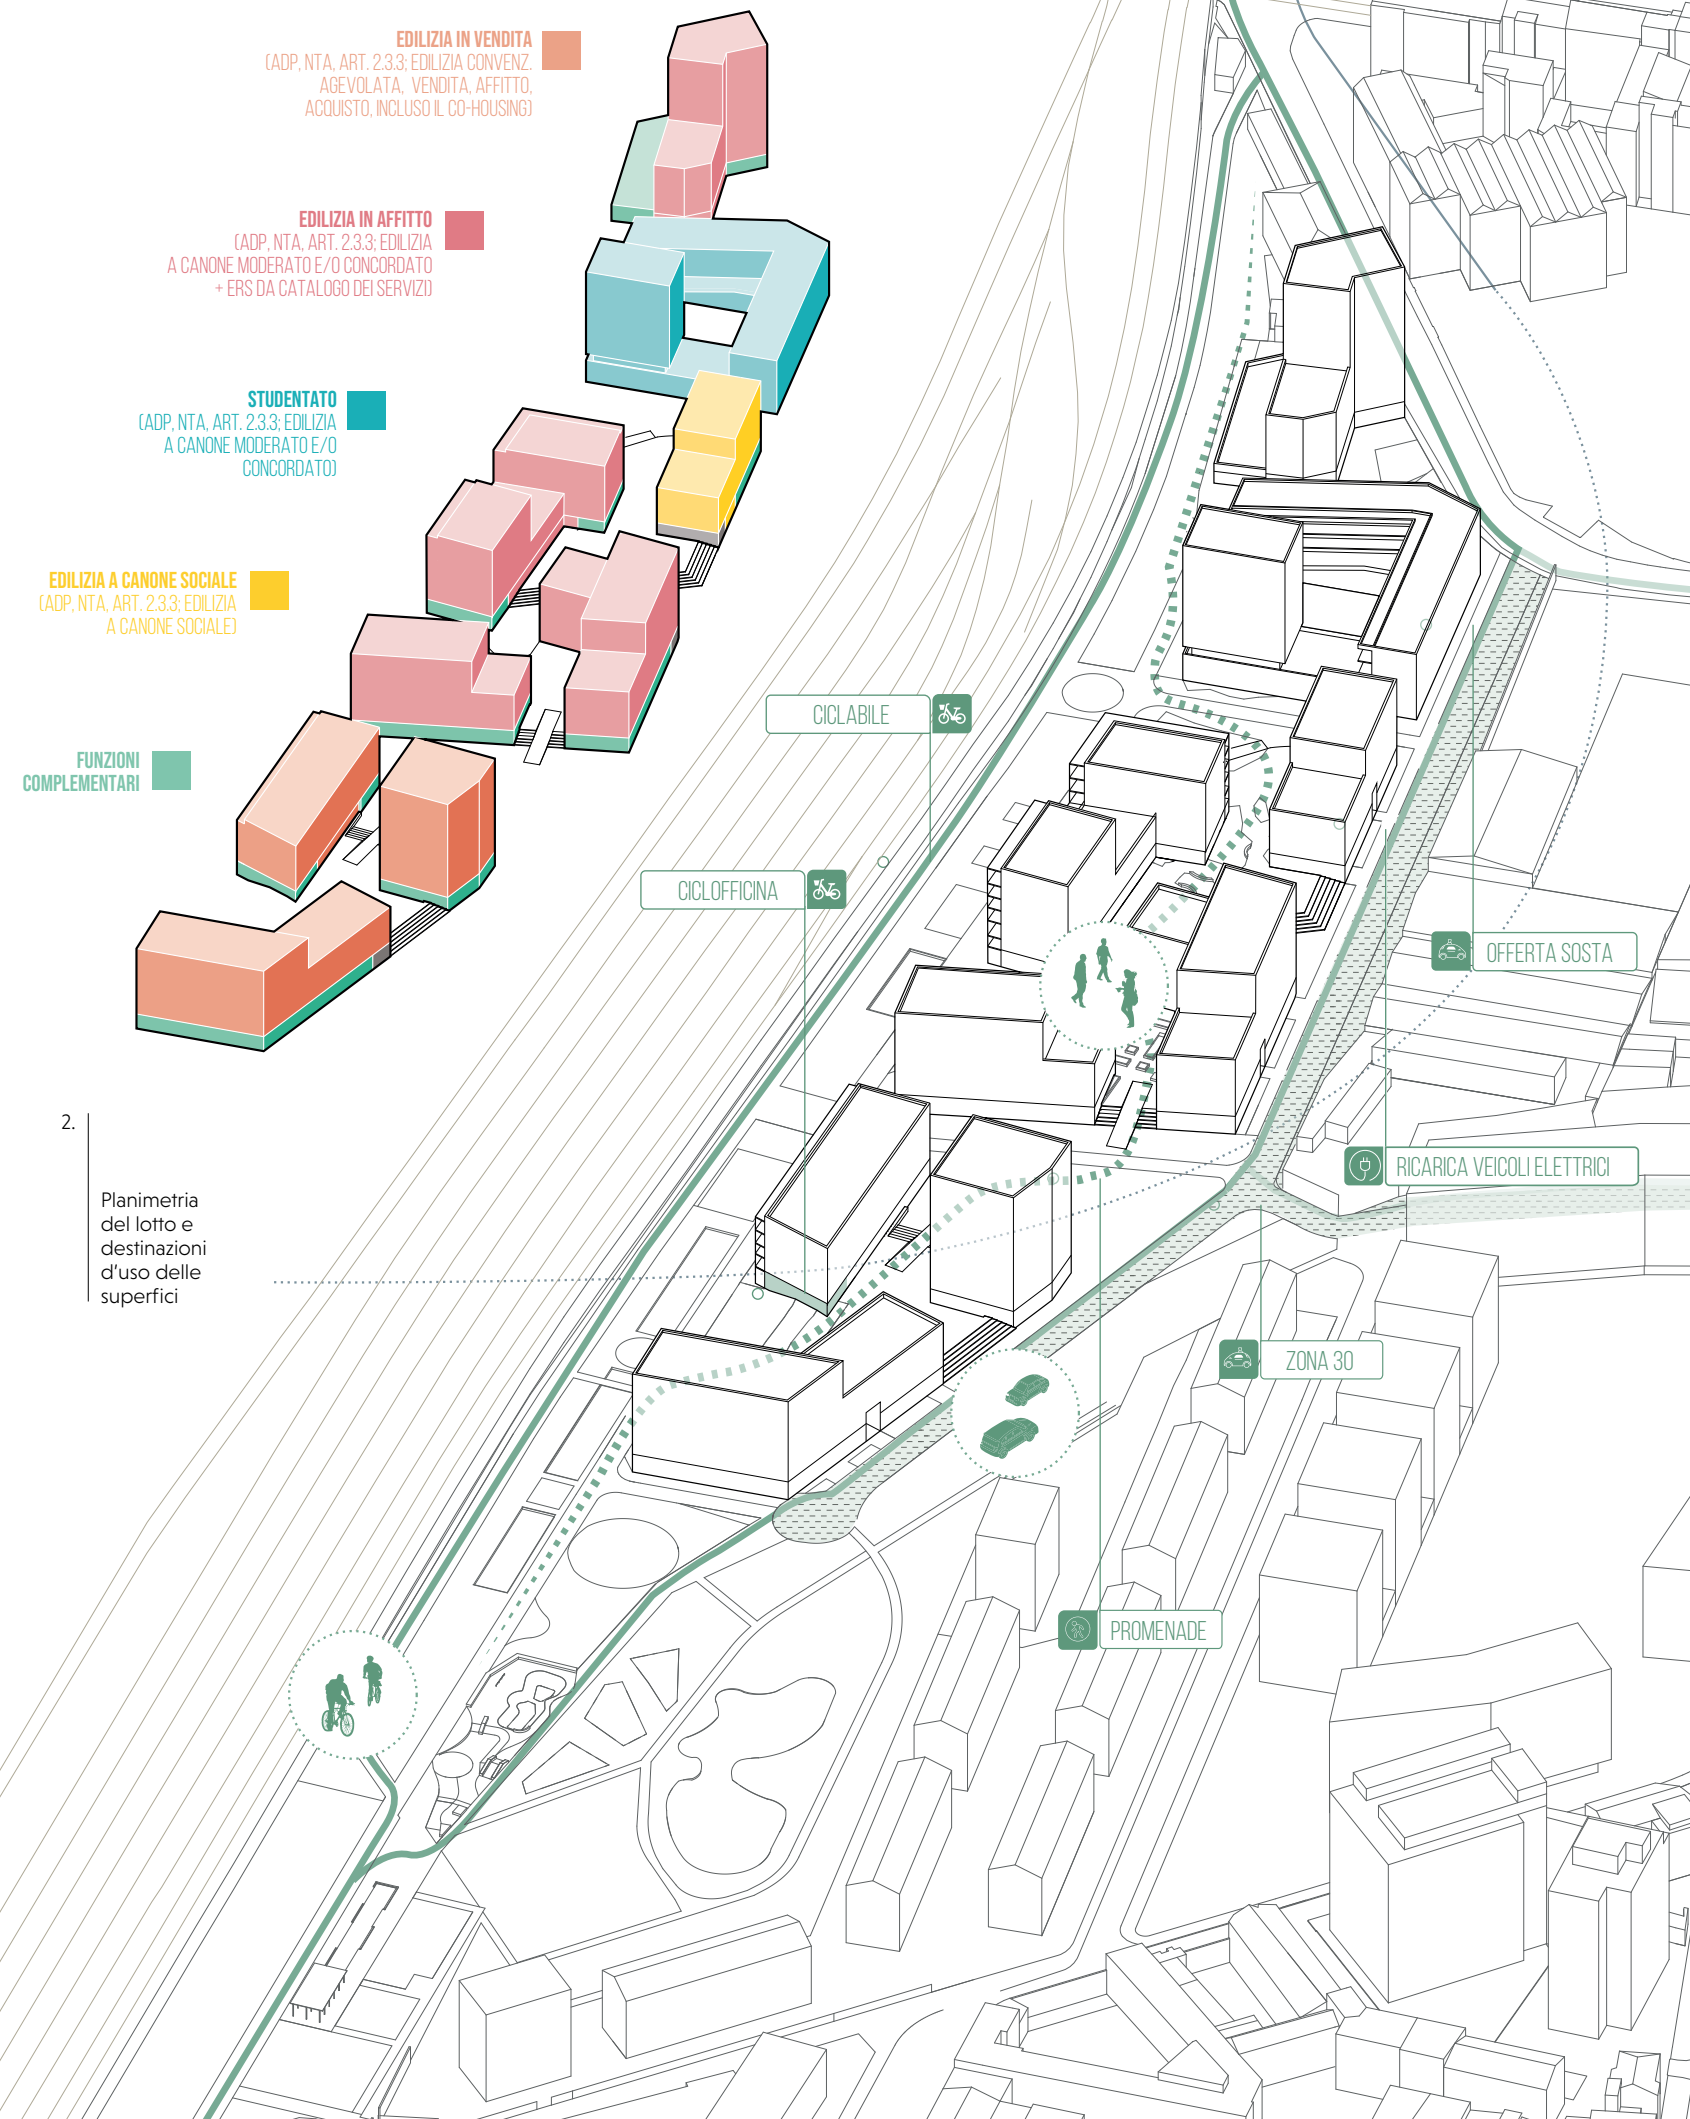 EDILIZIA IN VENDITA
(ADP, NTA, ART. 2.3.3; EDILIZIA CONVENZ.
AGEVOLATA, VENDITA, AFFITTO,
ACQUISTO, INCLUSO IL CO-HOUSING)
EDILIZIA IN AFFITTO
(ADP, NTA, ART. 2.3.3; EDILIZIA
A CANONE MODERATO E/O CONCORDATO
+ ERS DA CATALOGO DEI SERVIZI)
STUDENTATO
(ADP, NTA, ART. 2.3.3; EDILIZIA
A CANONE MODERATO E/O
CONCORDATO)
EDILIZIA A CANONE SOCIALE
(ADP, NTA, ART. 2.3.3; EDILIZIA
A CANONE SOCIALE)
FUNZIONI
COMPLEMENTARI
CICLABILE
CICLOFFICINA
OFFERTA SOSTA
RICARICA VEICOLI ELETTRICI
ZONA 30
PROMENADE
2.
Planimetria
del lotto e
destinazioni
d'uso delle
superfici